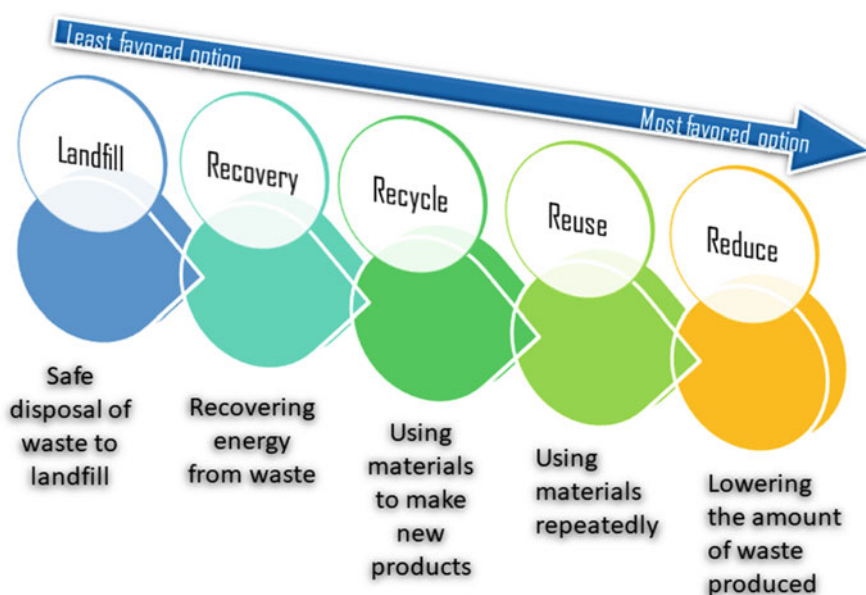 Least favored option
Most favored option
Landfill
Recovery
Recycle
Reuse
Reduce
Safe
disposal of
waste to
landfill
Recovering
energy
from waste
Using
materials
to make
new
products
Using
materials
repeatedly
Lowering
the amount
of waste
produced